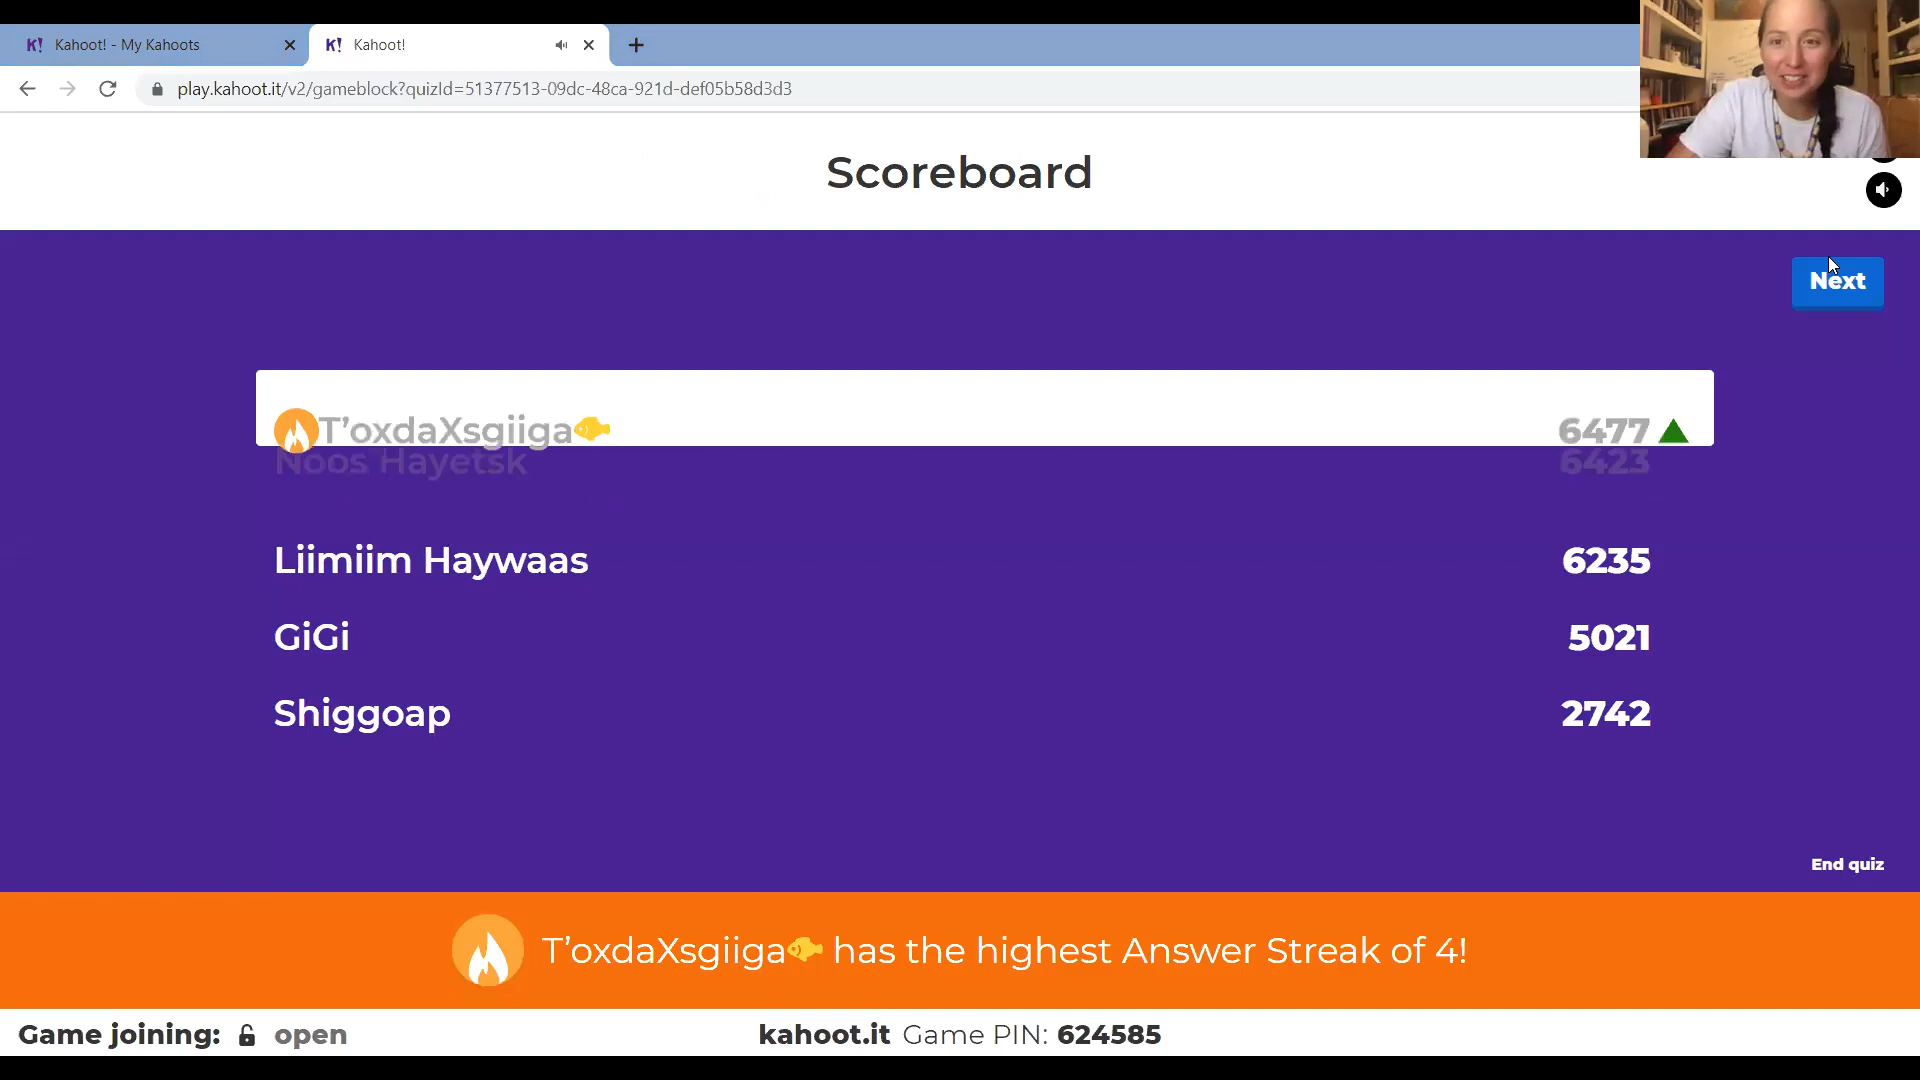 K! Kahoot! - My Kahoots
K! Kahoot!
play.kahoot.it/v2/gameblock?quizId=51377513-09dc-48ca-921d-def05b58d3d3
Scoreboard
Next
T’oxdaXsgiiga🐠 6477
Noos Hayetsk 6423
Liimiim Haywaas 6235
GiGi 5021
Shiggoap 2742
End quiz
T’oxdaXsgiiga🐠 has the highest Answer Streak of 4!
Game joining: open kahoot.it Game PIN: 624585